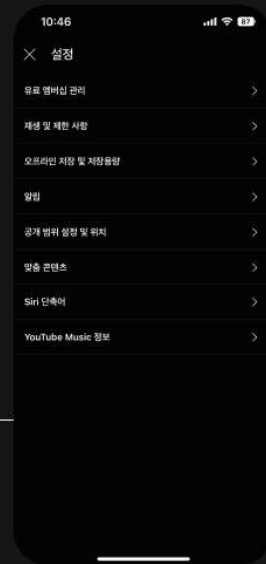 10:46
87
설정
유료 멤버십 관리
재생 및 제한 사항
오프라인 저장 및 저장용량
알림
공개 범위 설정 및 위치
맞춤 콘텐츠
Siri 단축어
YouTube Music 정보